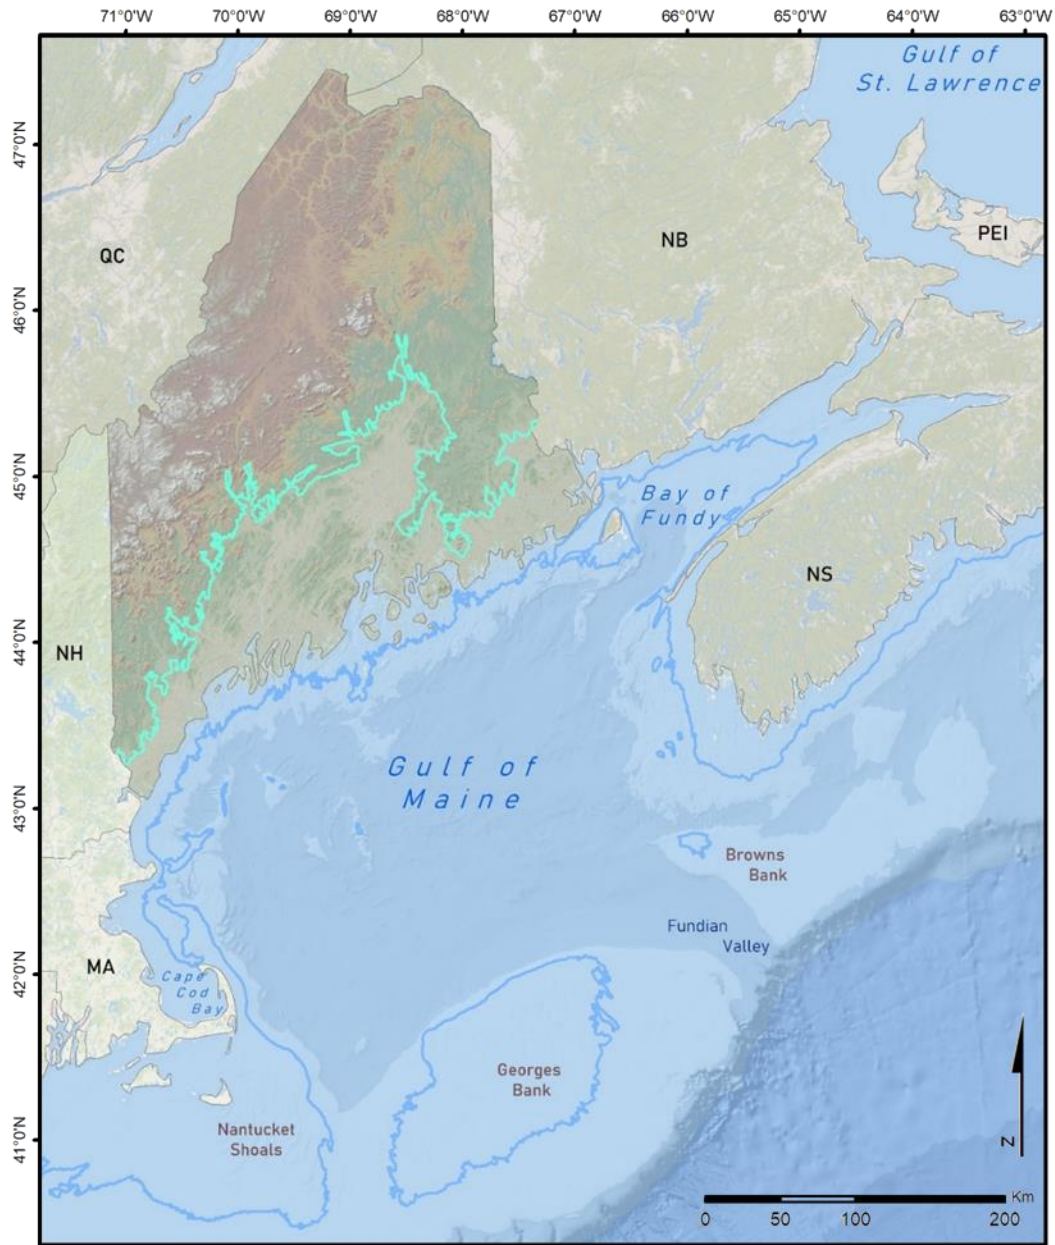 71°0'W 70°0'W 69°0'W 68°0'W 67°0'W 66°0'W 65°0'W 64°0'W 63°0'W
Gulf of
St. Lawrence
47°0'N
PEI
NB
QC
46°0'N
45°0'N
Bay of
Fundy
NS
44°0'N
NH
Gulf of
Maine
43°0'N
Browns
Bank
Fundian
Valley
42°0'N
MA
Cape
Cod
Bay
Georges
Bank
41°0'N
Nantucket
Shoals
N
Km
0 50 100 200